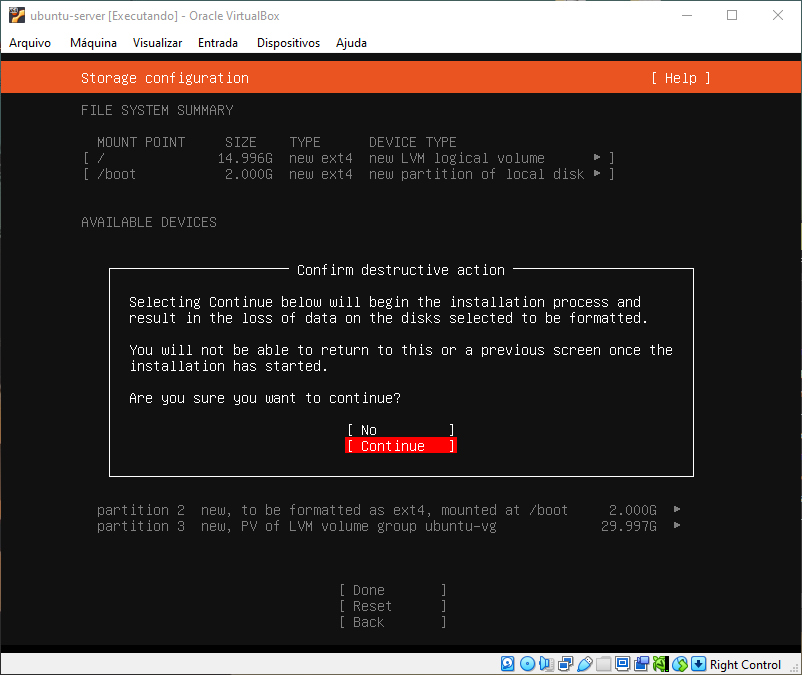 ubuntu-server [Executando] - Oracle VirtualBox
Arquivo Máquina Visualizar Entrada Dispositivos Ajuda
Storage configuration [ Help ]
FILE SYSTEM SUMMARY
MOUNT POINT SIZE TYPE DEVICE TYPE
[ / 14.996G new ext4 new LVM logical volume ▸ ]
[ /boot 2.000G new ext4 new partition of local disk ▸ ]
AVAILABLE DEVICES
Confirm destructive action
Selecting Continue below will begin the installation process and
result in the loss of data on the disks selected to be formatted.
You will not be able to return to this or a previous screen once the
installation has started.
Are you sure you want to continue?
[ No ]
[ Continue ]
partition 2 new, to be formatted as ext4, mounted at /boot 2.000G ▸
partition 3 new, PV of LVM volume group ubuntu-vg 29.997G ▸
[ Done ]
[ Reset ]
[ Back ]
Right Control